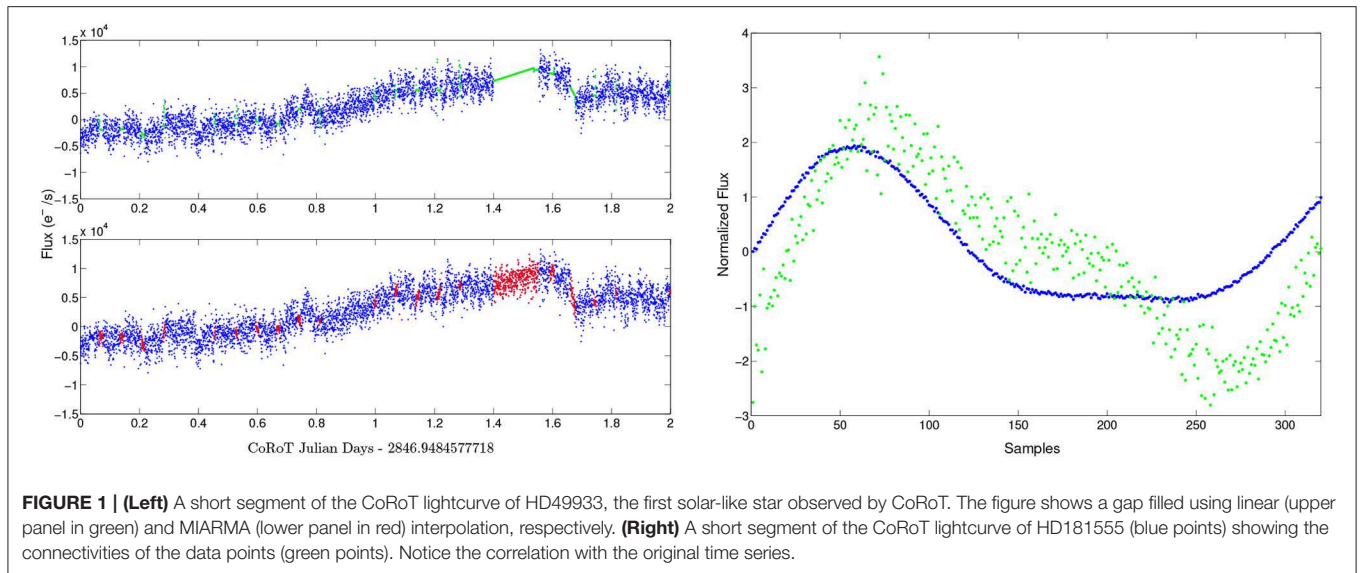 x 10⁴
1.5
1
0.5
0
−0.5
−1
−1.5
0 0.2 0.4 0.6 0.8 1 1.2 1.4 1.6 1.8 2
x 10⁴
1.5
1
0.5
0
−0.5
−1
−1.5
0 0.2 0.4 0.6 0.8 1 1.2 1.4 1.6 1.8 2
Flux (e⁻ /s)
CoRoT Julian Days - 2846.9484577718
4
3
2
1
0
−1
−2
−3
0 50 100 150 200 250 300
Normalized Flux
Samples
FIGURE 1 | (Left) A short segment of the CoRoT lightcurve of HD49933, the first solar-like star observed by CoRoT. The figure shows a gap filled using linear (upper
panel in green) and MIARMA (lower panel in red) interpolation, respectively. (Right) A short segment of the CoRoT lightcurve of HD181555 (blue points) showing the
connectivities of the data points (green points). Notice the correlation with the original time series.